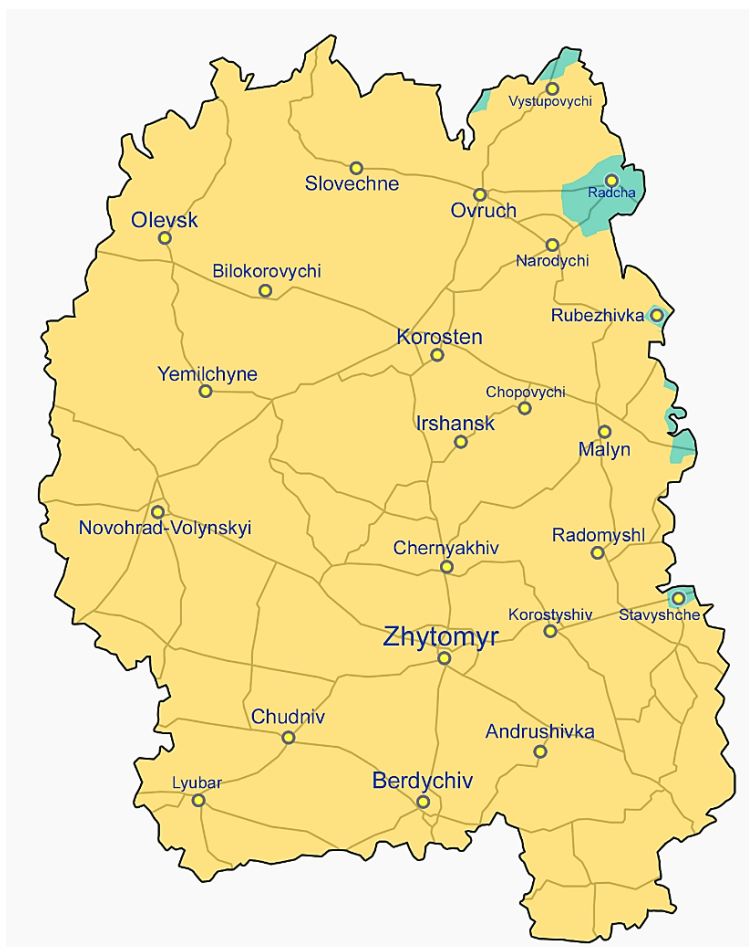 Vystupovychi
Slovechne
Radcha
Ovruch
Olevsk
Narodychi
Bilokorovychi
Rubezhivka
Korosten
Yemilchyne
Chopovychi
Irshansk
Malyn
Novohrad-Volynskyi
Radomyshl
Chernyakhiv
Korostyshiv
Stavyshche
Zhytomyr
Chudniv
Andrushivka
Berdychiv
Lyubar